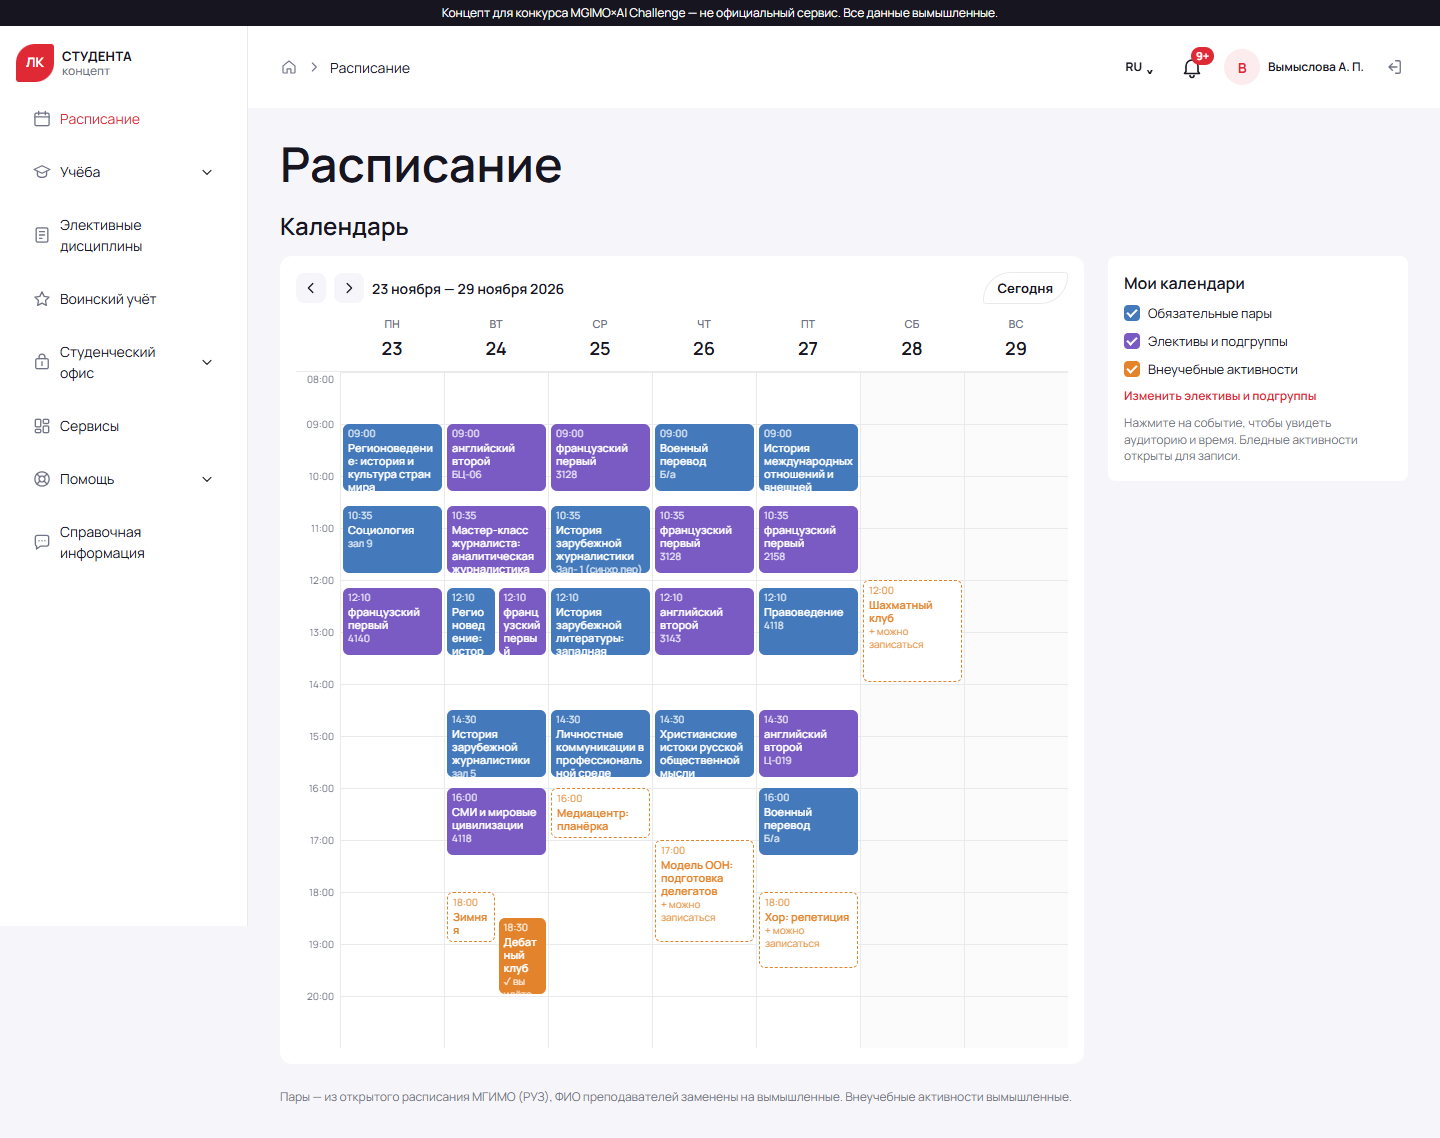 Концепт для конкурса MGIMO×AI Challenge — не официальный сервис. Все данные вымышленные.
ЛК
СТУДЕНТА
концепт
Расписание
RU
9+
В
Вымыслова А. П.
Расписание
Учёба
Элективные
дисциплины
Воинский учёт
Студенческий
офис
Сервисы
Помощь
Справочная
информация
Расписание
Календарь
23 ноября — 29 ноября 2026
Сегодня
ПН
23
ВТ
24
СР
25
ЧТ
26
ПТ
27
СБ
28
ВС
29
08:00
09:00
10:00
11:00
12:00
13:00
14:00
15:00
16:00
17:00
18:00
19:00
20:00
09:00
Регионоведени
е: история и
культура стран
мира
10:35
Социология
зал 9
12:10
французский
первый
4140
09:00
английский
второй
БЦ-06
10:35
Мастер-класс
журналиста:
аналитическая
журналистика
12:10
Регио
новед
ение:
истор
12:10
франц
узский
первы
й
14:30
История
зарубежной
журналистики
зал 5
16:00
СМИ и мировые
цивилизации
4118
18:00
Зимня
я
18:30
Дебат
ный
клуб
✓ вы
09:00
французский
первый
3128
10:35
История
зарубежной
журналистики
Зал- 1 (синхр.пер)
12:10
История
зарубежной
литературы:
западная
14:30
Личностные
коммуникации в
профессиональ
ной среде
16:00
Медиацентр:
планёрка
09:00
Военный
перевод
Б/а
10:35
французский
первый
3128
12:10
английский
второй
3143
14:30
Христианские
истоки русской
общественной
мысли
17:00
Модель ООН:
подготовка
делегатов
+ можно
записаться
09:00
История
международных
отношений и
внешней
10:35
французский
первый
2158
12:10
Правоведение
4118
14:30
английский
второй
Ц-019
16:00
Военный
перевод
Б/а
18:00
Хор: репетиция
+ можно
записаться
12:00
Шахматный
клуб
+ можно
записаться
Мои календари
Обязательные пары
Элективы и подгруппы
Внеучебные активности
Изменить элективы и подгруппы
Нажмите на событие, чтобы увидеть
аудиторию и время. Бледные активности
открыты для записи.
Пары — из открытого расписания МГИМО (РУЗ), ФИО преподавателей заменены на вымышленные. Внеучебные активности вымышленные.